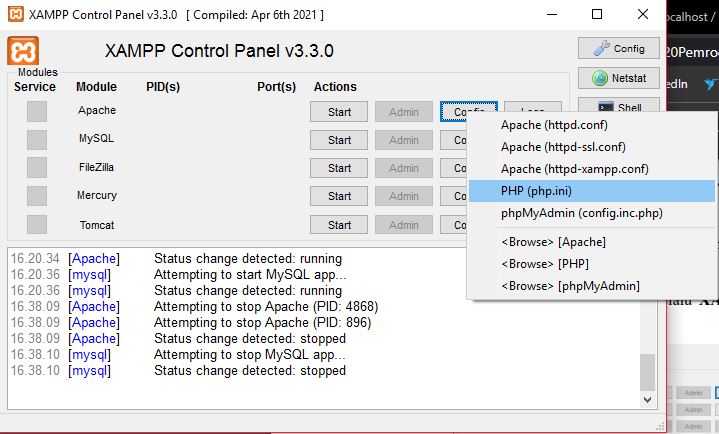 XAMPP Control Panel v3.3.0 [ Compiled: Apr 6th 2021 ]
XAMPP Control Panel v3.3.0
Config
Netstat
Shell
Modules
Service Module PID(s) Port(s) Actions
Apache Start Admin Config Logs
MySQL Start Admin
FileZilla Start Admin
Mercury Start Admin
Tomcat Start Admin
Apache (httpd.conf)
Apache (httpd-ssl.conf)
Apache (httpd-xampp.conf)
PHP (php.ini)
phpMyAdmin (config.inc.php)
<Browse> [Apache]
<Browse> [PHP]
<Browse> [phpMyAdmin]
16.20.34 [Apache] Status change detected: running
16.20.36 [mysql] Attempting to start MySQL app...
16.20.36 [mysql] Status change detected: running
16.38.09 [Apache] Attempting to stop Apache (PID: 4868)
16.38.09 [Apache] Attempting to stop Apache (PID: 896)
16.38.09 [Apache] Status change detected: stopped
16.38.10 [mysql] Attempting to stop MySQL app...
16.38.10 [mysql] Status change detected: stopped
ocalhost /
20Pemro
edIn
Admin
Admin
Admin